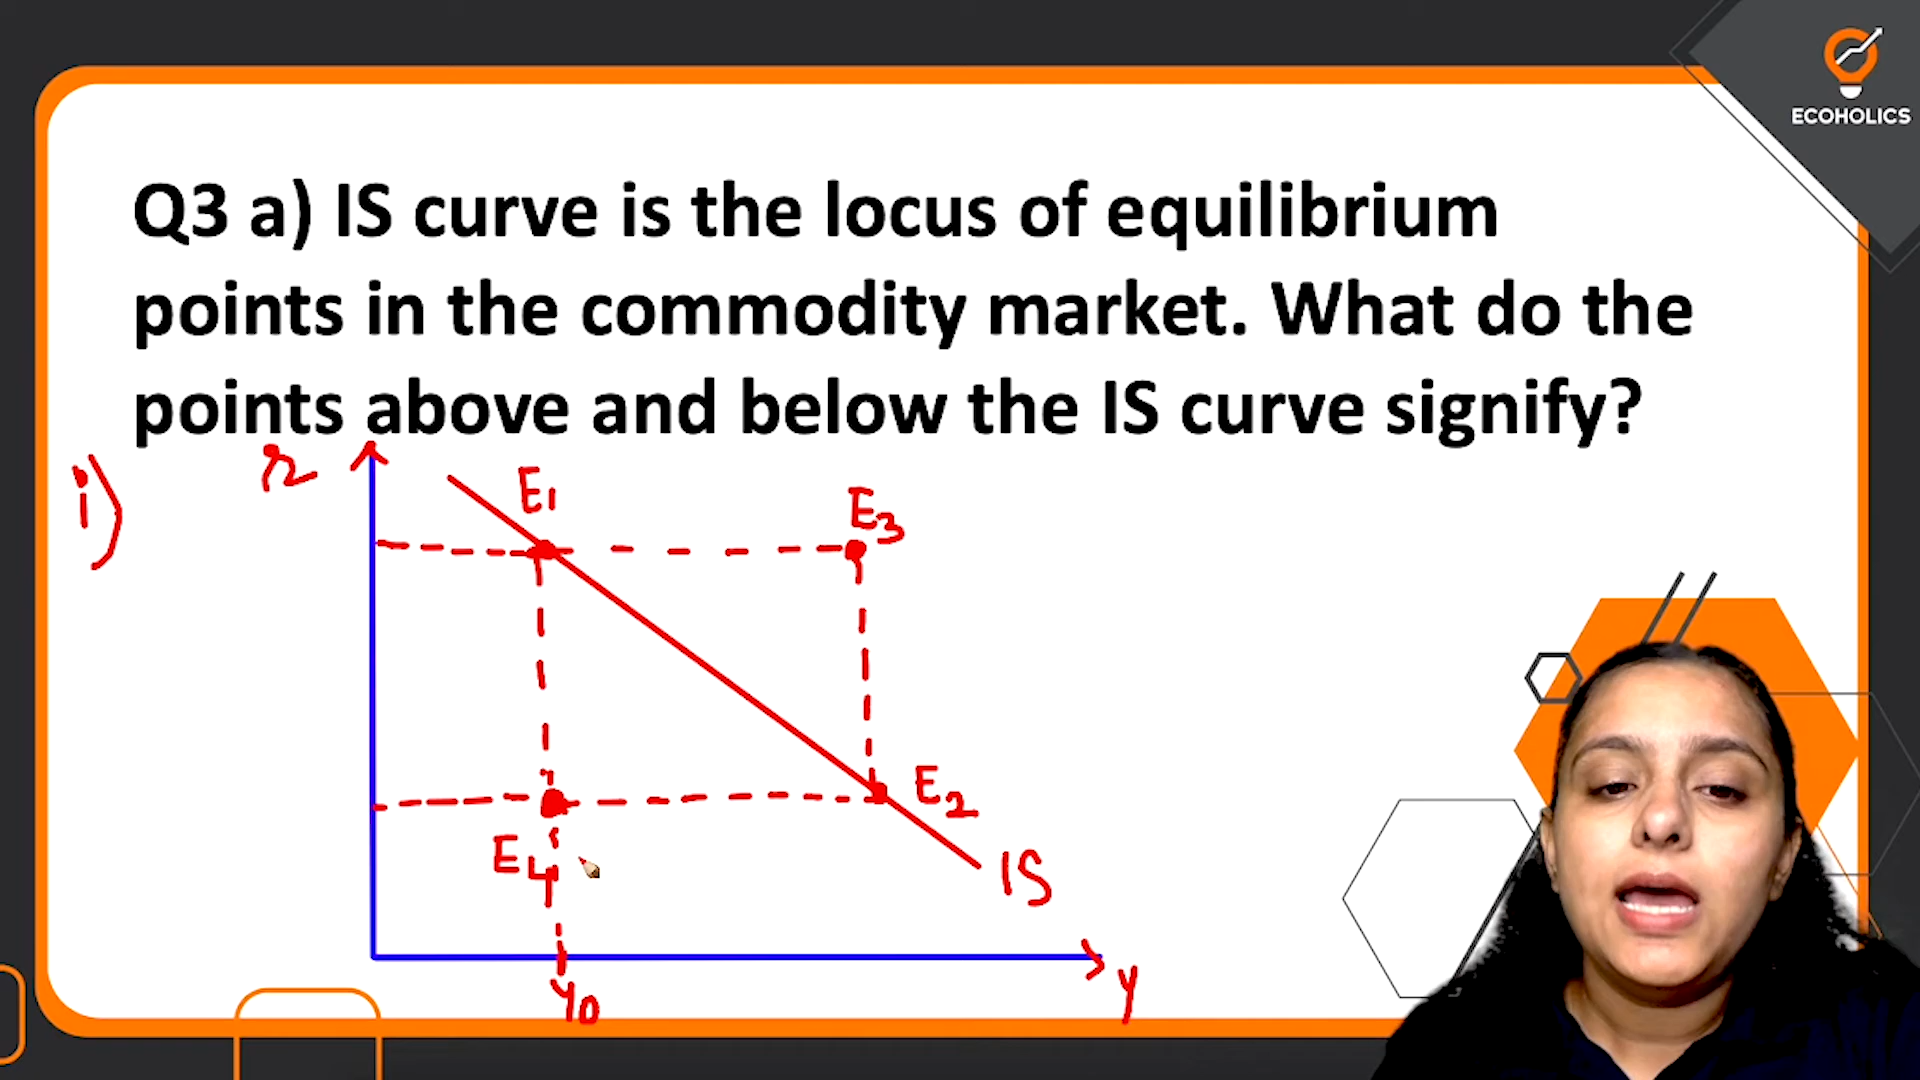 ECOHOLICS
Q3 a) IS curve is the locus of equilibrium
points in the commodity market. What do the
points above and below the IS curve signify?
i)
r
E1
E3
E2
E4
IS
y0
y